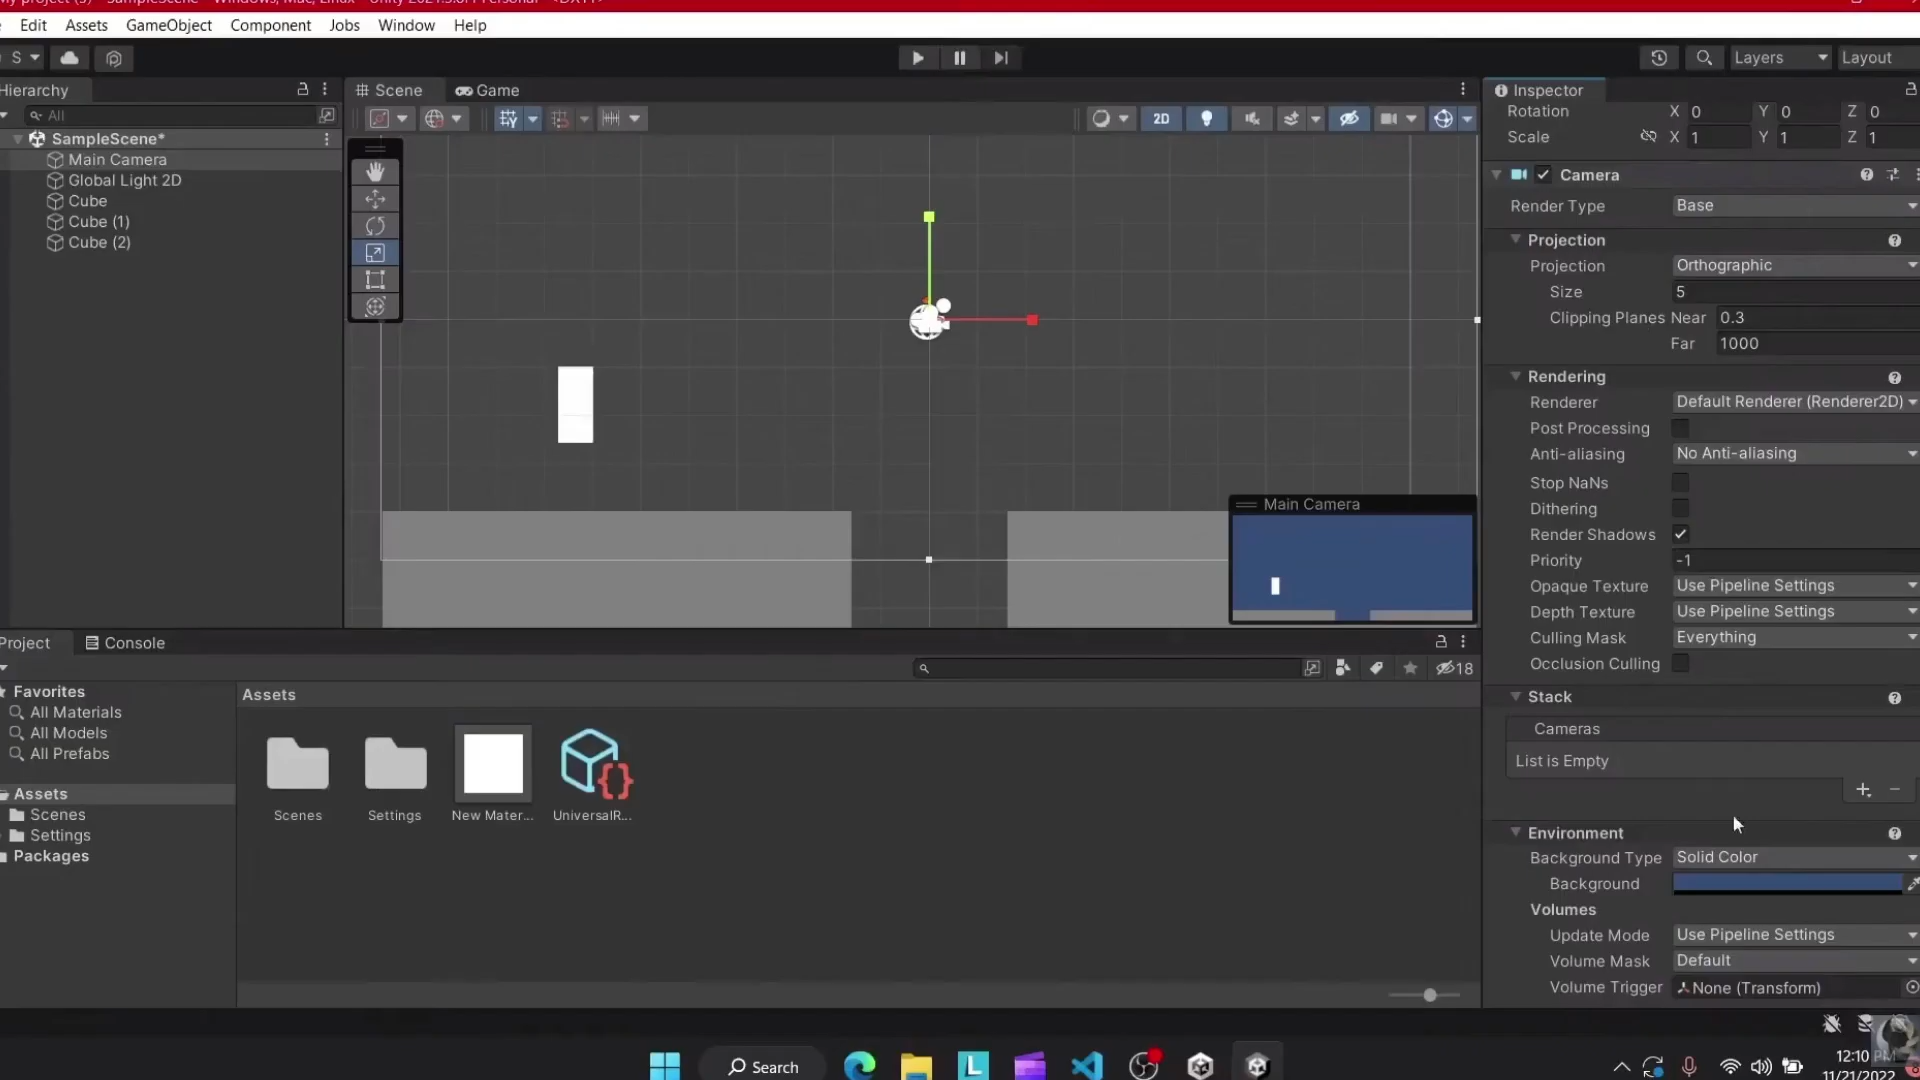 Edit Assets GameObject Component Jobs Window Help
S Layers Layout
Hierarchy
Scene Game
Inspector
All
2D
SampleScene*
Main Camera
Global Light 2D
Cube
Cube (1)
Cube (2)
Main Camera
Rotation X 0 Y 0 Z 0
Scale X 1 Y 1 Z 1
Camera
Render Type Base
Projection
Projection Orthographic
Size 5
Clipping Planes Near 0.3
Far 1000
Rendering
Renderer Default Renderer (Renderer2D)
Post Processing
Anti-aliasing No Anti-aliasing
Stop NaNs
Dithering
Render Shadows
Priority -1
Opaque Texture Use Pipeline Settings
Depth Texture Use Pipeline Settings
Culling Mask Everything
Occlusion Culling
Stack
Cameras
List is Empty
Environment
Background Type Solid Color
Background
Volumes
Update Mode Use Pipeline Settings
Volume Mask Default
Volume Trigger None (Transform)
Project Console
18
Favorites
All Materials
All Models
All Prefabs
Assets
Scenes
Settings
Packages
Assets
Scenes Settings New Mater... UniversalR...
Search
12:10 PM
11/21/2022